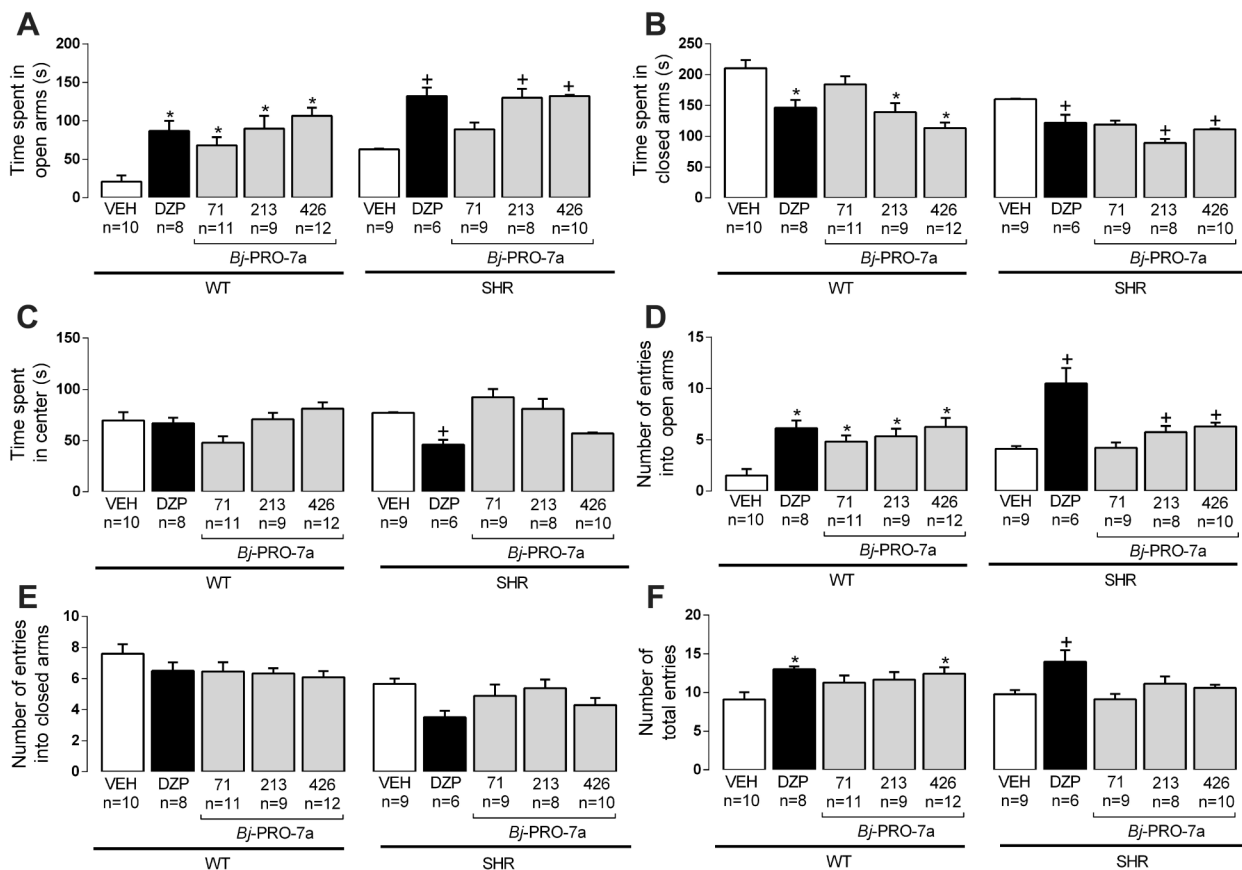 A
Time spent in
open arms (s)
200
150
100
50
0
* * * *
+ + +
VEH DZP 71 213 426 VEH DZP 71 213 426
n=10 n=8 n=11 n=9 n=12 n=9 n=6 n=9 n=8 n=10
Bj-PRO-7a Bj-PRO-7a
WT SHR
B
Time spent in
closed arms (s)
250
200
150
100
50
0
* * *
+ + +
VEH DZP 71 213 426 VEH DZP 71 213 426
n=10 n=8 n=11 n=9 n=12 n=9 n=6 n=9 n=8 n=10
Bj-PRO-7a Bj-PRO-7a
WT SHR
C
Time spent
in center (s)
150
100
50
0
+
VEH DZP 71 213 426 VEH DZP 71 213 426
n=10 n=8 n=11 n=9 n=12 n=9 n=6 n=9 n=8 n=10
Bj-PRO-7a Bj-PRO-7a
WT SHR
D
Number of entries
into open arms
15
10
5
0
* * * *
+ + +
VEH DZP 71 213 426 VEH DZP 71 213 426
n=10 n=8 n=11 n=9 n=12 n=9 n=6 n=9 n=8 n=10
Bj-PRO-7a Bj-PRO-7a
WT SHR
E
Number of entries
into closed arms
10
8
6
4
2
0
VEH DZP 71 213 426 VEH DZP 71 213 426
n=10 n=8 n=11 n=9 n=12 n=9 n=6 n=9 n=8 n=10
Bj-PRO-7a Bj-PRO-7a
WT SHR
F
Number of
total entries
20
15
10
5
0
* *
+
VEH DZP 71 213 426 VEH DZP 71 213 426
n=10 n=8 n=11 n=9 n=12 n=9 n=6 n=9 n=8 n=10
Bj-PRO-7a Bj-PRO-7a
WT SHR